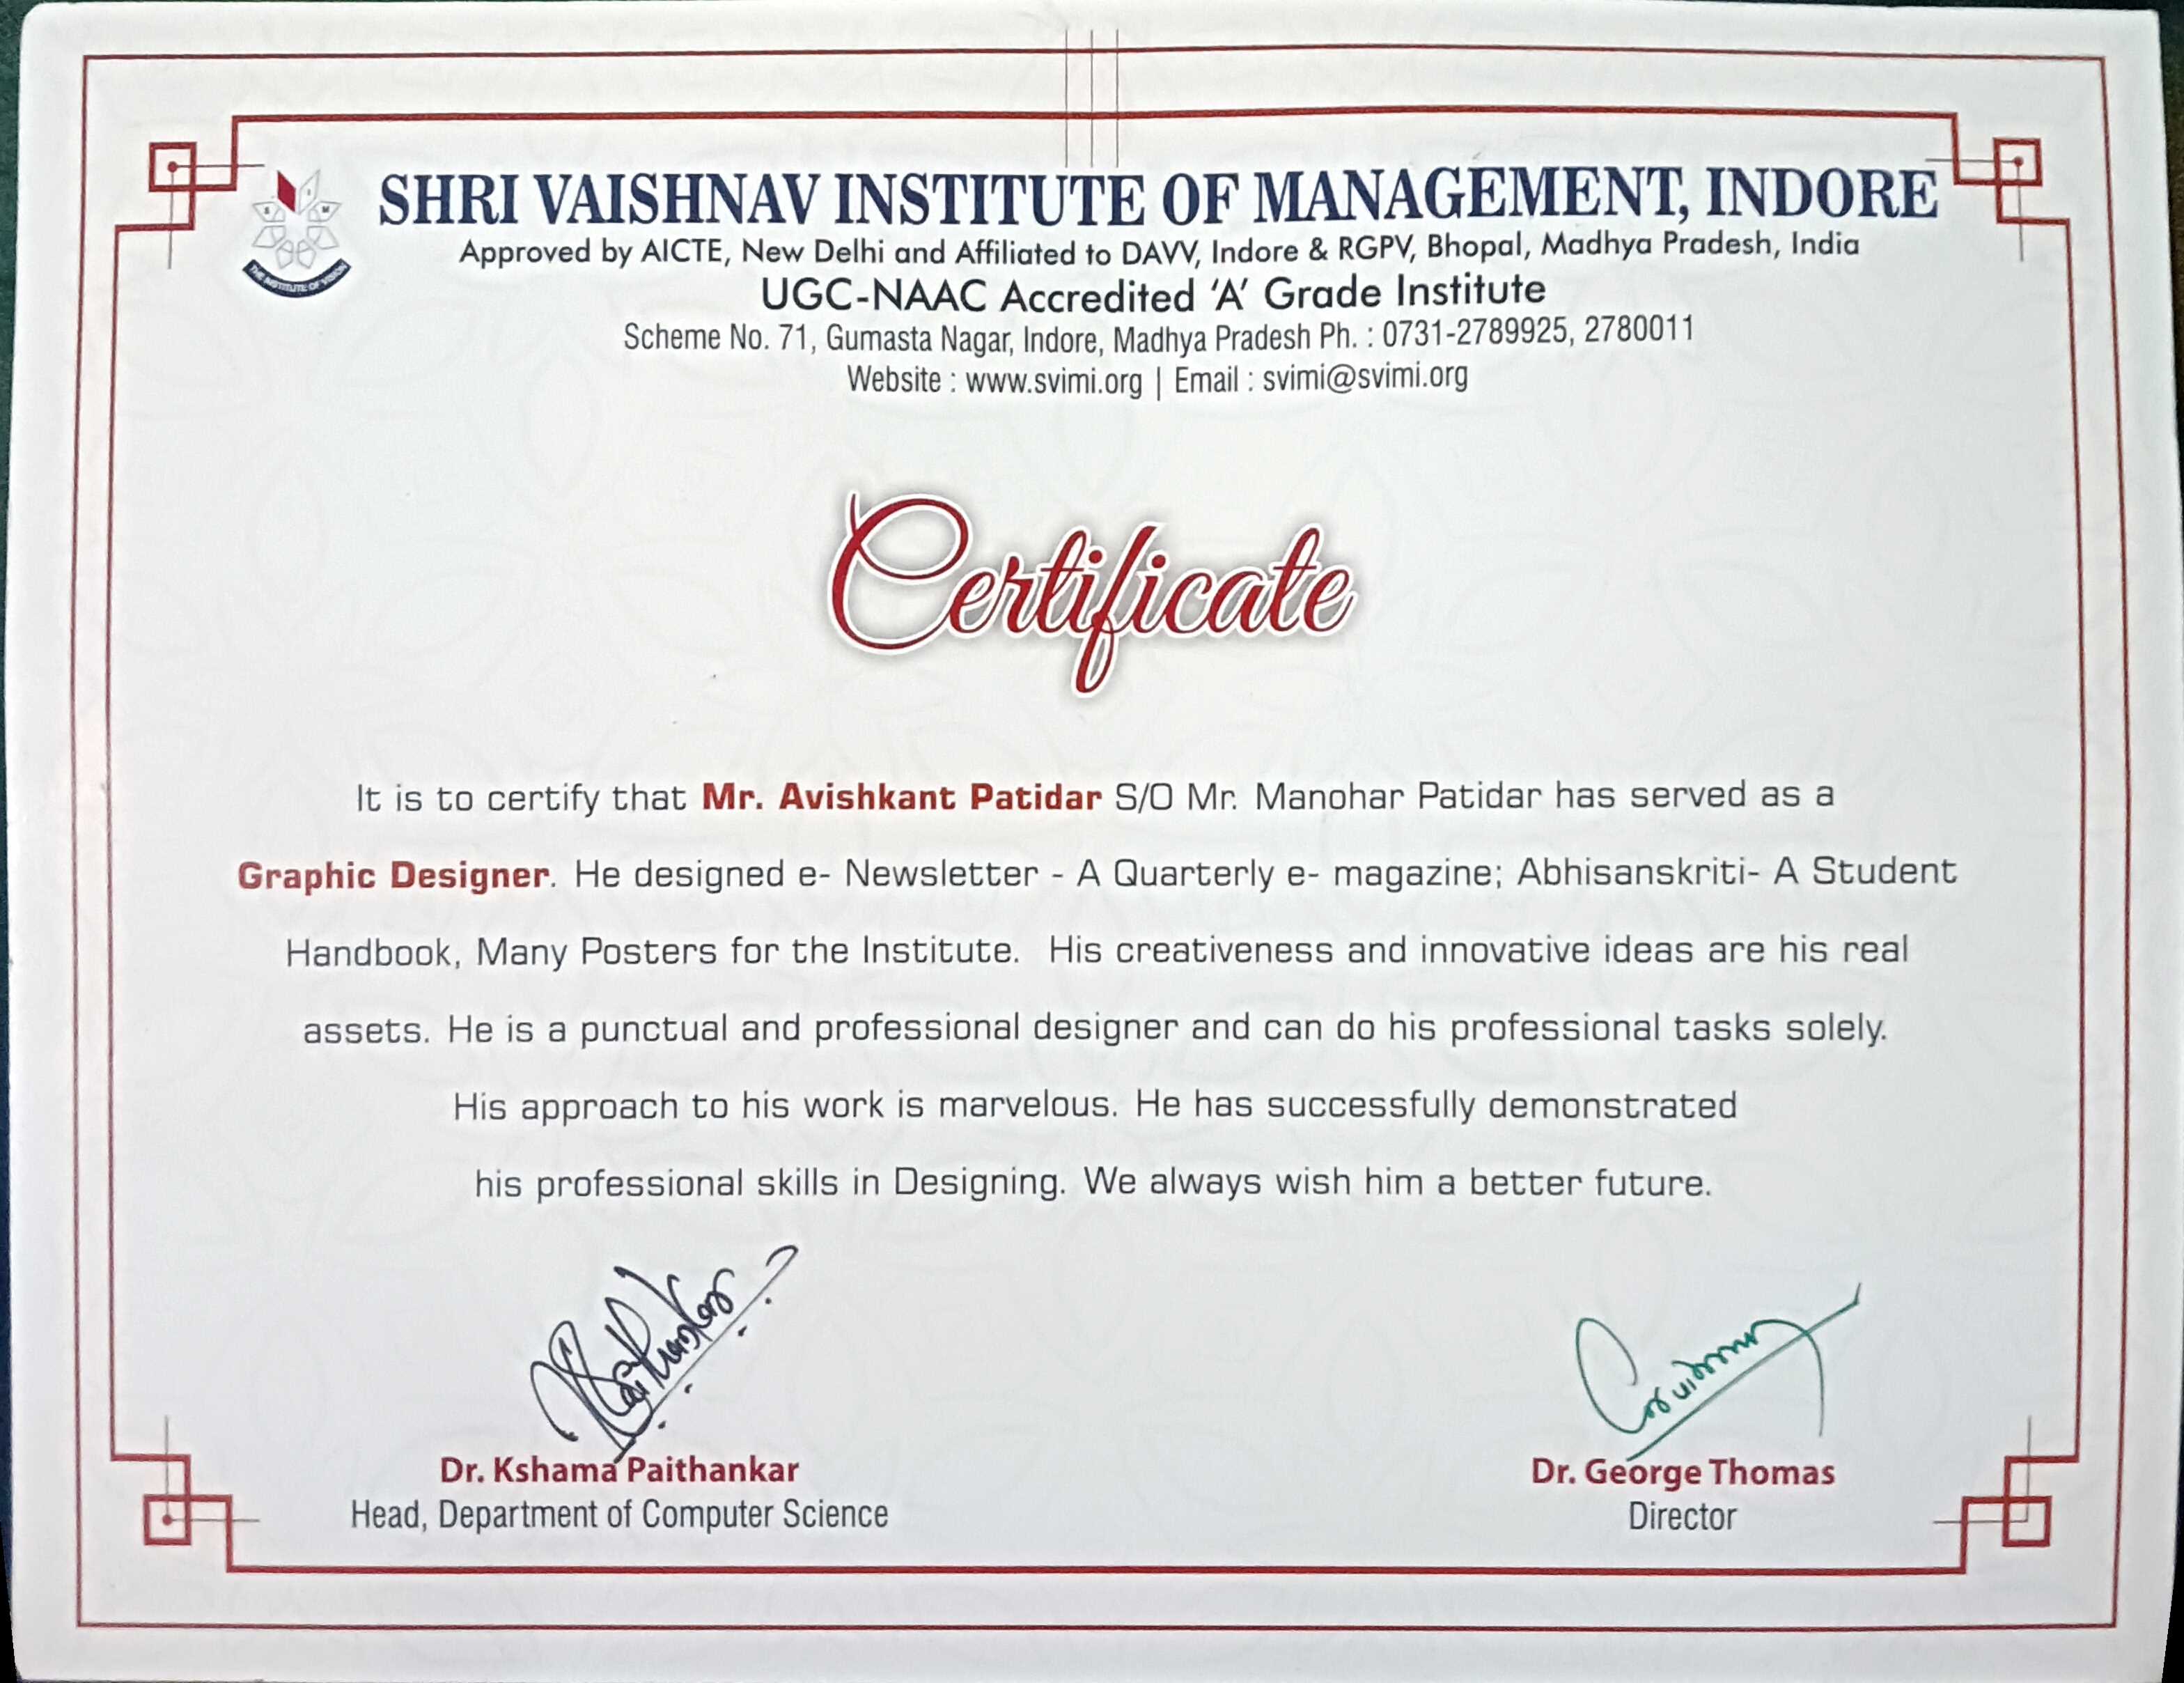 SHRI VAISHNAV INSTITUTE OF MANAGEMENT, INDORE
Approved by AICTE, New Delhi and Affiliated to DAVV, Indore & RGPV, Bhopal, Madhya Pradesh, India
UGC-NAAC Accredited ‘A’ Grade Institute
Scheme No. 71, Gumasta Nagar, Indore, Madhya Pradesh Ph. : 0731-2789925, 2780011
Website : www.svimi.org | Email : svimi@svimi.org
THE INSTITUTE OF VISION
Certificate
It is to certify that Mr. Avishkant Patidar S/O Mr. Manohar Patidar has served as a
Graphic Designer. He designed e- Newsletter - A Quarterly e- magazine; Abhisanskriti- A Student
Handbook, Many Posters for the Institute. His creativeness and innovative ideas are his real
assets. He is a punctual and professional designer and can do his professional tasks solely.
His approach to his work is marvelous. He has successfully demonstrated
his professional skills in Designing. We always wish him a better future.
Dr. Kshama Paithankar
Head, Department of Computer Science
Dr. George Thomas
Director